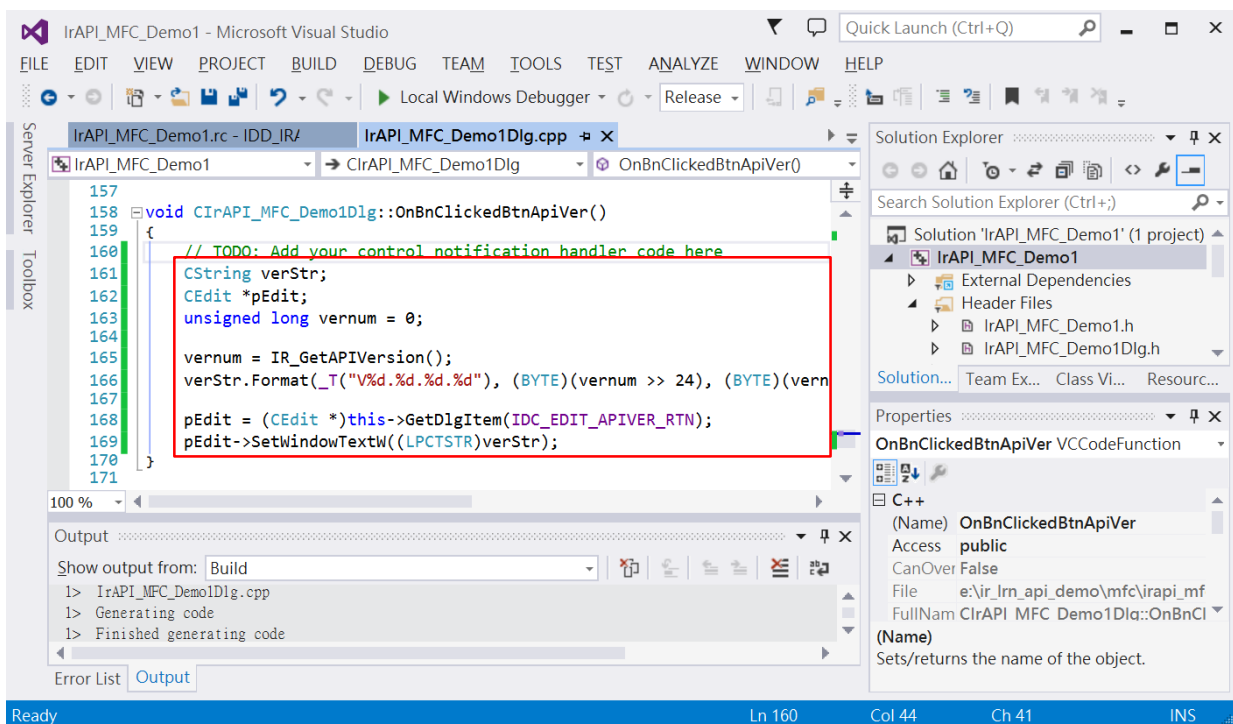 IrAPI_MFC_Demo1 - Microsoft Visual Studio
Quick Launch (Ctrl+Q)
FILE EDIT VIEW PROJECT BUILD DEBUG TEAM TOOLS TEST ANALYZE WINDOW HELP
Local Windows Debugger Release
Server Explorer
Toolbox
IrAPI_MFC_Demo1.rc - IDD_IRA
IrAPI_MFC_Demo1Dlg.cpp
IrAPI_MFC_Demo1
CIrAPI_MFC_Demo1Dlg
OnBnClickedBtnApiVer()
157
158 void CIrAPI_MFC_Demo1Dlg::OnBnClickedBtnApiVer()
159 {
160 // TODO: Add your control notification handler code here
161 CString verStr;
162 CEdit *pEdit;
163 unsigned long vernum = 0;
164
165 vernum = IR_GetAPIVersion();
166 verStr.Format(_T("V%d.%d.%d.%d"), (BYTE)(vernum >> 24), (BYTE)(vern
167
168 pEdit = (CEdit *)this->GetDlgItem(IDC_EDIT_APIVER_RTN);
169 pEdit->SetWindowTextW((LPCTSTR)verStr);
170 }
171
100 %
Output
Show output from: Build
1> IrAPI_MFC_Demo1Dlg.cpp
1> Generating code
1> Finished generating code
Error List Output
Solution Explorer
Search Solution Explorer (Ctrl+;)
Solution 'IrAPI_MFC_Demo1' (1 project)
IrAPI_MFC_Demo1
External Dependencies
Header Files
IrAPI_MFC_Demo1.h
IrAPI_MFC_Demo1Dlg.h
Solution... Team Ex... Class Vi... Resourc...
Properties
OnBnClickedBtnApiVer VCCodeFunction
C++
(Name) OnBnClickedBtnApiVer
Access public
CanOver False
File e:\ir_lrn_api_demo\mfc\irapi_mf
FullNam CIrAPI_MFC_Demo1Dlg::OnBnCl
(Name)
Sets/returns the name of the object.
Ready Ln 160 Col 44 Ch 41 INS